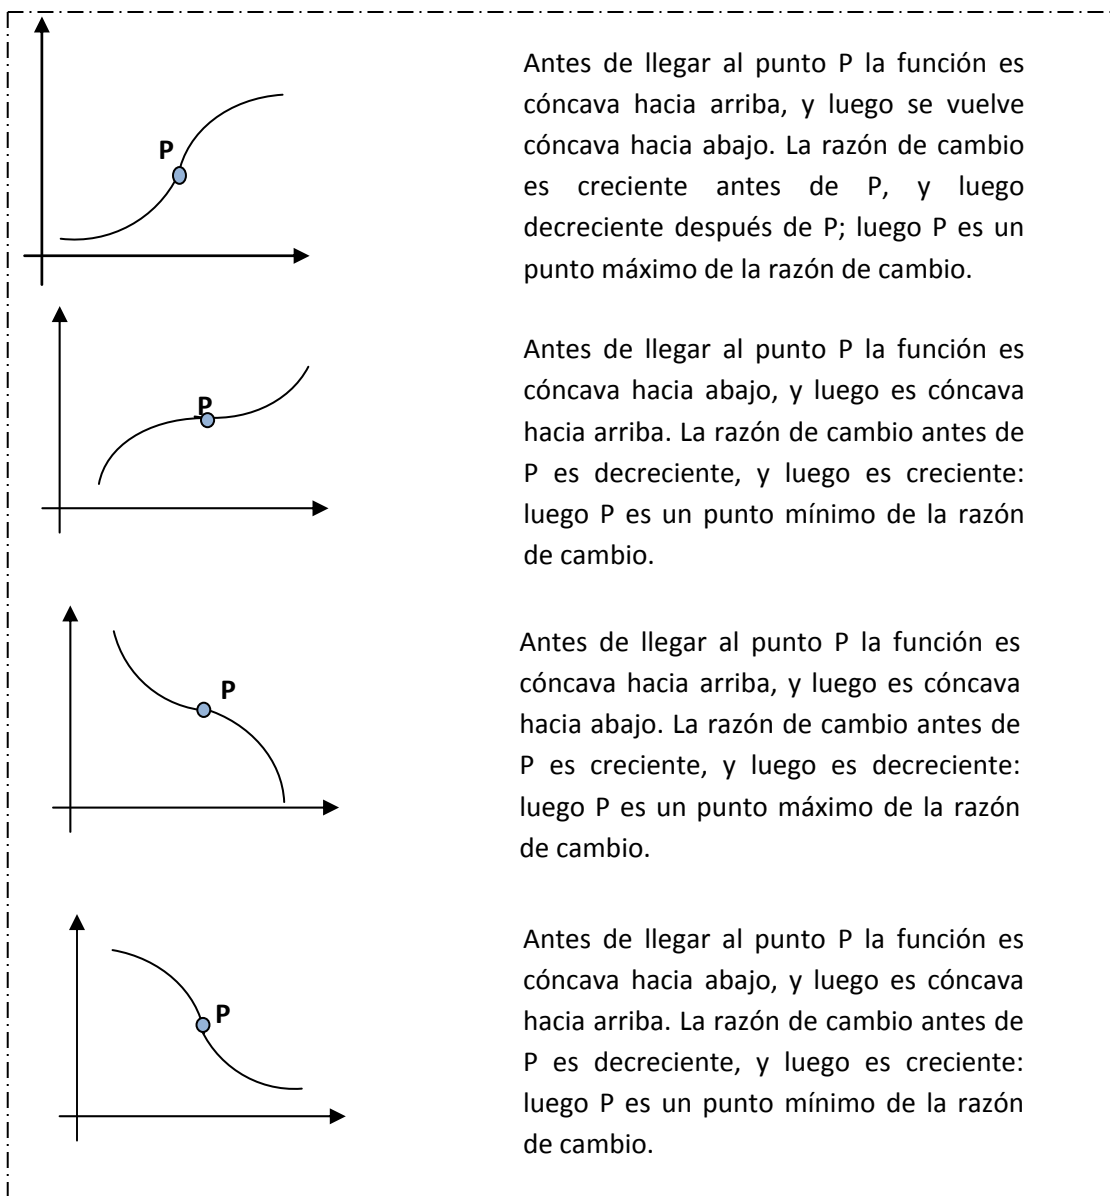 P
Antes de llegar al punto P la función es
cóncava hacia arriba, y luego se vuelve
cóncava hacia abajo. La razón de cambio
es creciente antes de P, y luego
decreciente después de P; luego P es un
punto máximo de la razón de cambio.
P
Antes de llegar al punto P la función es
cóncava hacia abajo, y luego es cóncava
hacia arriba. La razón de cambio antes de
P es decreciente, y luego es creciente:
luego P es un punto mínimo de la razón
de cambio.
P
Antes de llegar al punto P la función es
cóncava hacia arriba, y luego es cóncava
hacia abajo. La razón de cambio antes de
P es creciente, y luego es decreciente:
luego P es un punto máximo de la razón
de cambio.
P
Antes de llegar al punto P la función es
cóncava hacia abajo, y luego es cóncava
hacia arriba. La razón de cambio antes de
P es decreciente, y luego es creciente:
luego P es un punto mínimo de la razón
de cambio.